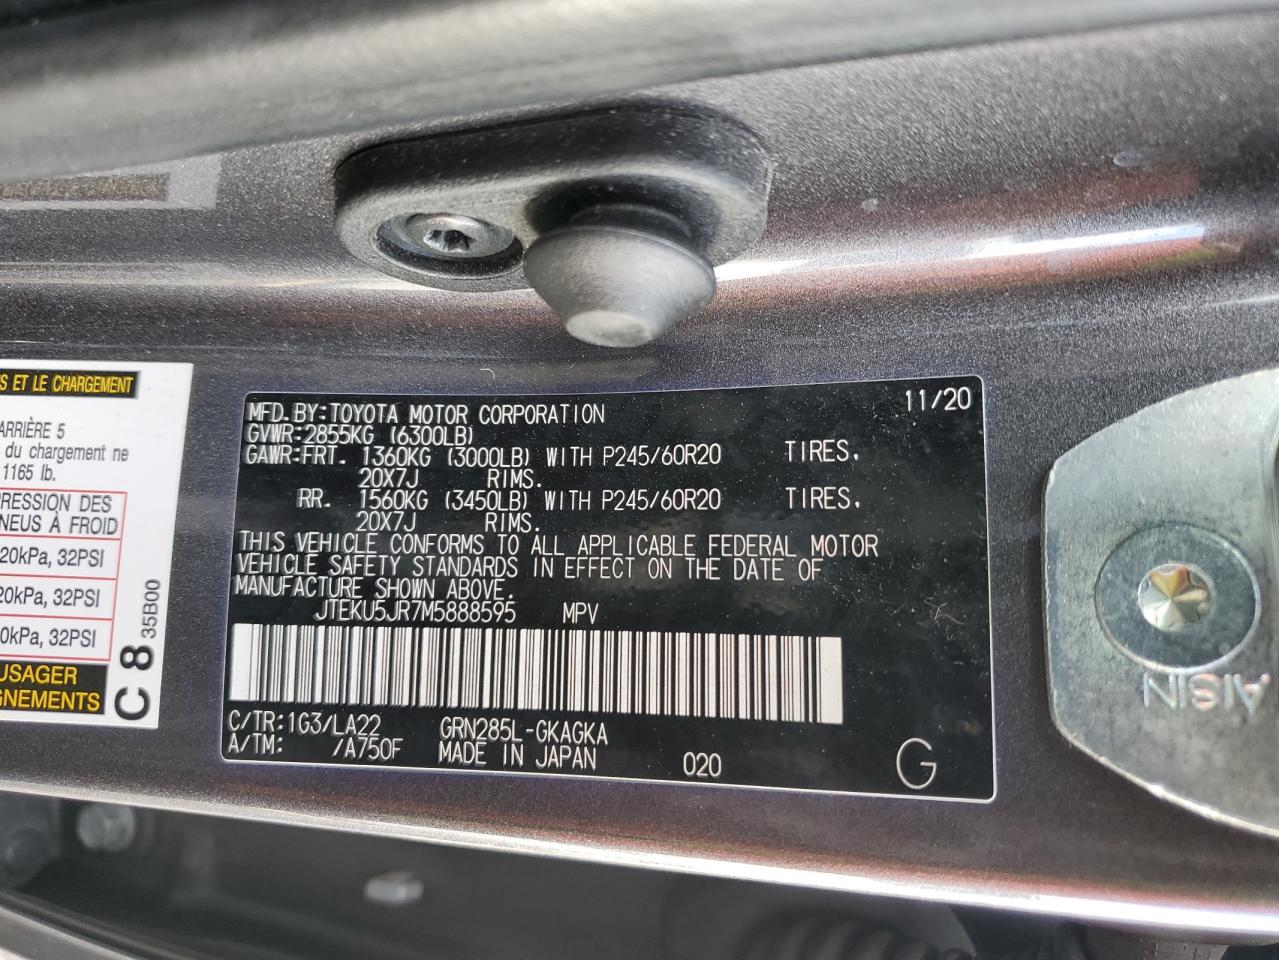 S ET LE CHARGEMENT
ARRIÈRE 5
du chargement ne
1165 lb.
PRESSION DES
PNEUS À FROID
20kPa, 32PSI
20kPa, 32PSI
0kPa, 32PSI
USAGER
GNEMENTS
C 8 35B00
MFD.BY:TOYOTA MOTOR CORPORATION 11/20
GVWR:2855KG (6300LB)
GAWR:FRT. 1360KG (3000LB) WITH P245/60R20 TIRES,
20X7J RIMS.
RR. 1560KG (3450LB) WITH P245/60R20 TIRES,
20X7J RIMS.
THIS VEHICLE CONFORMS TO ALL APPLICABLE FEDERAL MOTOR
VEHICLE SAFETY STANDARDS IN EFFECT ON THE DATE OF
MANUFACTURE SHOWN ABOVE.
JTEKU5JR7M5888595 MPV
C/TR:1G3/LA22 GRN285L-GKAGKA
A/TM: /A750F MADE IN JAPAN 020 G
AISIN